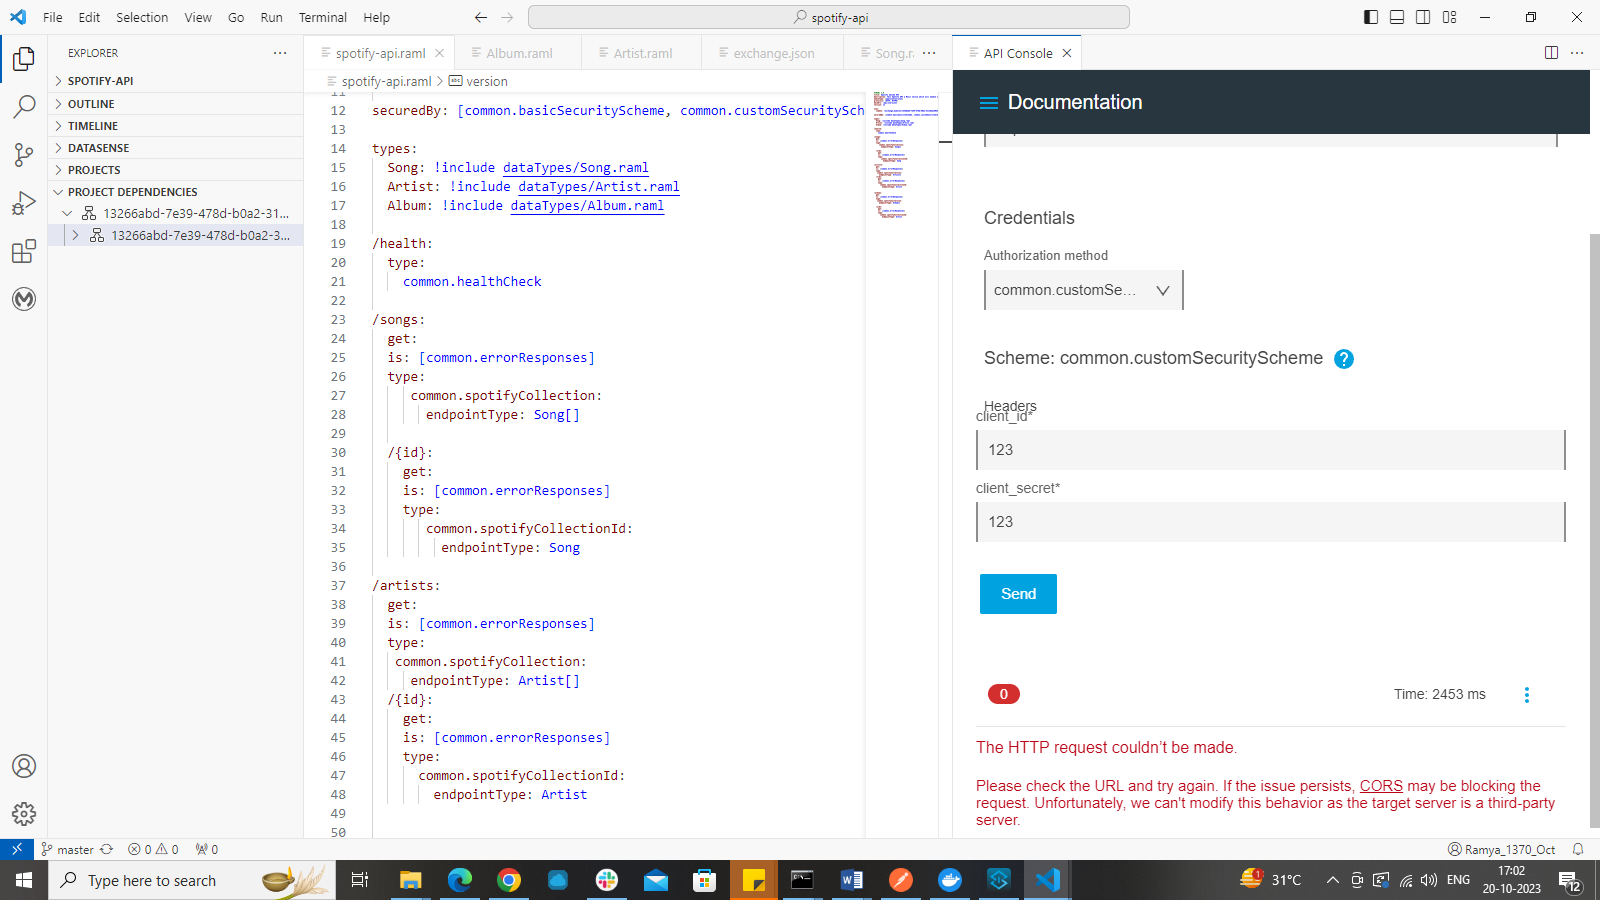 File Edit Selection View Go Run Terminal Help
spotify-api
EXPLORER
SPOTIFY-API
OUTLINE
TIMELINE
DATASENSE
PROJECTS
PROJECT DEPENDENCIES
13266abd-7e39-478d-b0a2-31...
13266abd-7e39-478d-b0a2-3...
spotify-api.raml
Album.raml
Artist.raml
exchange.json
Song.r
spotify-api.raml > version
11
12 securedBy: [common.basicSecurityScheme, common.customSecuritySch
13
14 types:
15 Song: !include dataTypes/Song.raml
16 Artist: !include dataTypes/Artist.raml
17 Album: !include dataTypes/Album.raml
18
19 /health:
20 type:
21 common.healthCheck
22
23 /songs:
24 get:
25 is: [common.errorResponses]
26 type:
27 common.spotifyCollection:
28 endpointType: Song[]
29
30 /{id}:
31 get:
32 is: [common.errorResponses]
33 type:
34 common.spotifyCollectionId:
35 endpointType: Song
36
37 /artists:
38 get:
39 is: [common.errorResponses]
40 type:
41 common.spotifyCollection:
42 endpointType: Artist[]
43 /{id}:
44 get:
45 is: [common.errorResponses]
46 type:
47 common.spotifyCollectionId:
48 endpointType: Artist
49
50
API Console
Documentation
Credentials
Authorization method
common.customSe...
Scheme: common.customSecurityScheme ?
Headers
client_id*
123
client_secret*
123
Send
0
Time: 2453 ms
The HTTP request couldn't be made.
Please check the URL and try again. If the issue persists, CORS may be blocking the
request. Unfortunately, we can't modify this behavior as the target server is a third-party
server.
master 0 0 0
Ramya_1370_Oct
Type here to search
1
31°C
ENG
17:02
20-10-2023
12